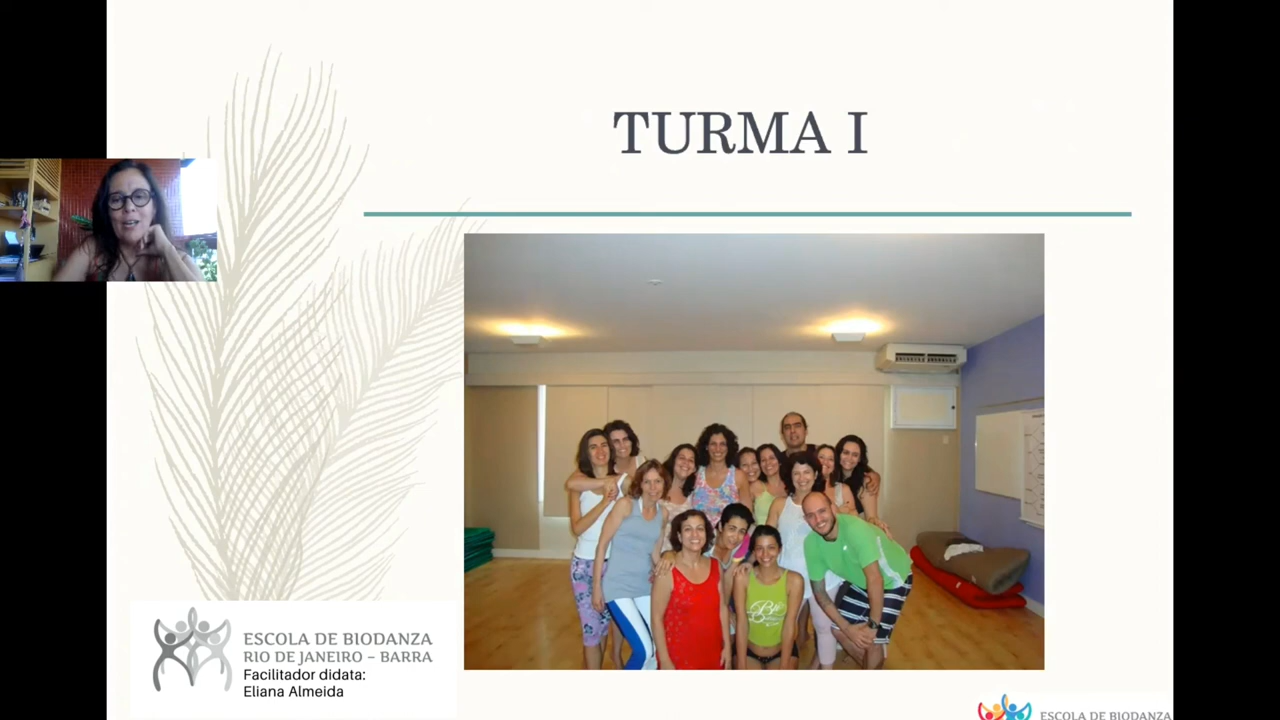 TURMA I
ESCOLA DE BIODANZA
RIO DE JANEIRO – BARRA
Facilitador didata:
Eliana Almeida
ESCOLA DE BIODANZA